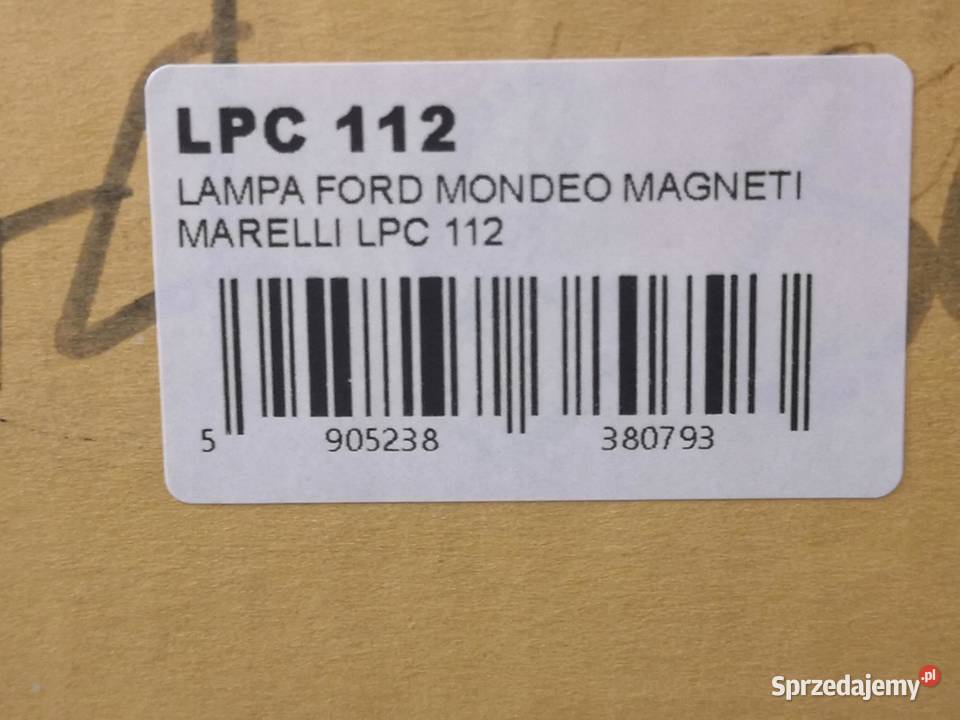 LPC 112
LAMPA FORD MONDEO MAGNETI
MARELLI LPC 112
5 905238 380793
Sprzedajemy.pl